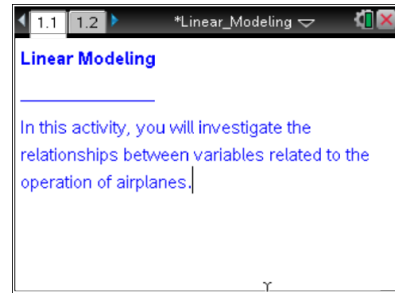 1.1 1.2 *Linear_Modeling
Linear Modeling
In this activity, you will investigate the
relationships between variables related to the
operation of airplanes.